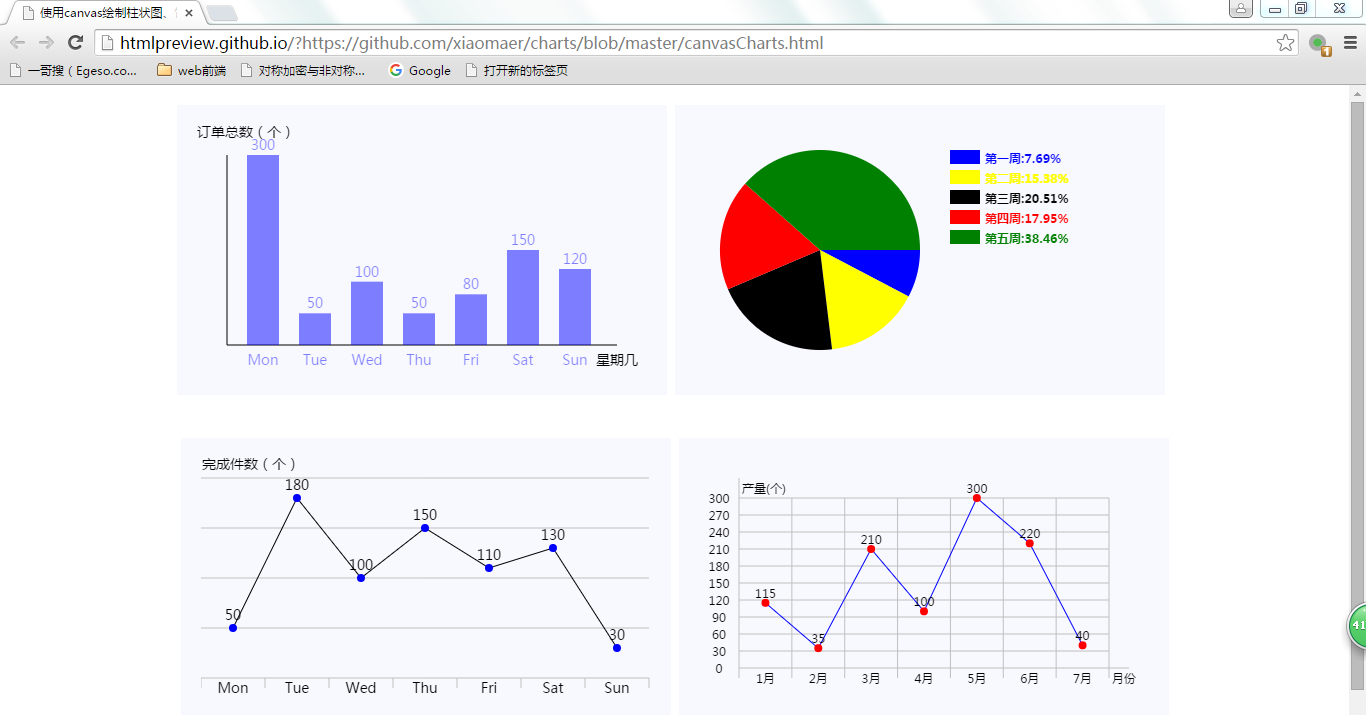 使用canvas绘制柱状图、
htmlpreview.github.io/?https://github.com/xiaomaer/charts/blob/master/canvasCharts.html
1
一哥搜（Egeso.co... web前端 对称加密与非对称... Google 打开新的标签页
订单总数（个）
300
50
100
50
80
150
120
Mon Tue Wed Thu Fri Sat Sun 星期几
第一周:7.69%
第二周:15.38%
第三周:20.51%
第四周:17.95%
第五周:38.46%
完成件数（个）
50
180
100
150
110
130
30
Mon Tue Wed Thu Fri Sat Sun
产量(个)
300
270
240
210
180
150
120
90
60
30
0
115
35
210
100
300
220
40
1月 2月 3月 4月 5月 6月 7月 月份
41